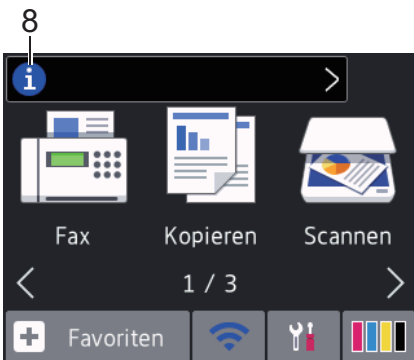 8
i
Fax Kopieren Scannen
1 / 3
Favoriten